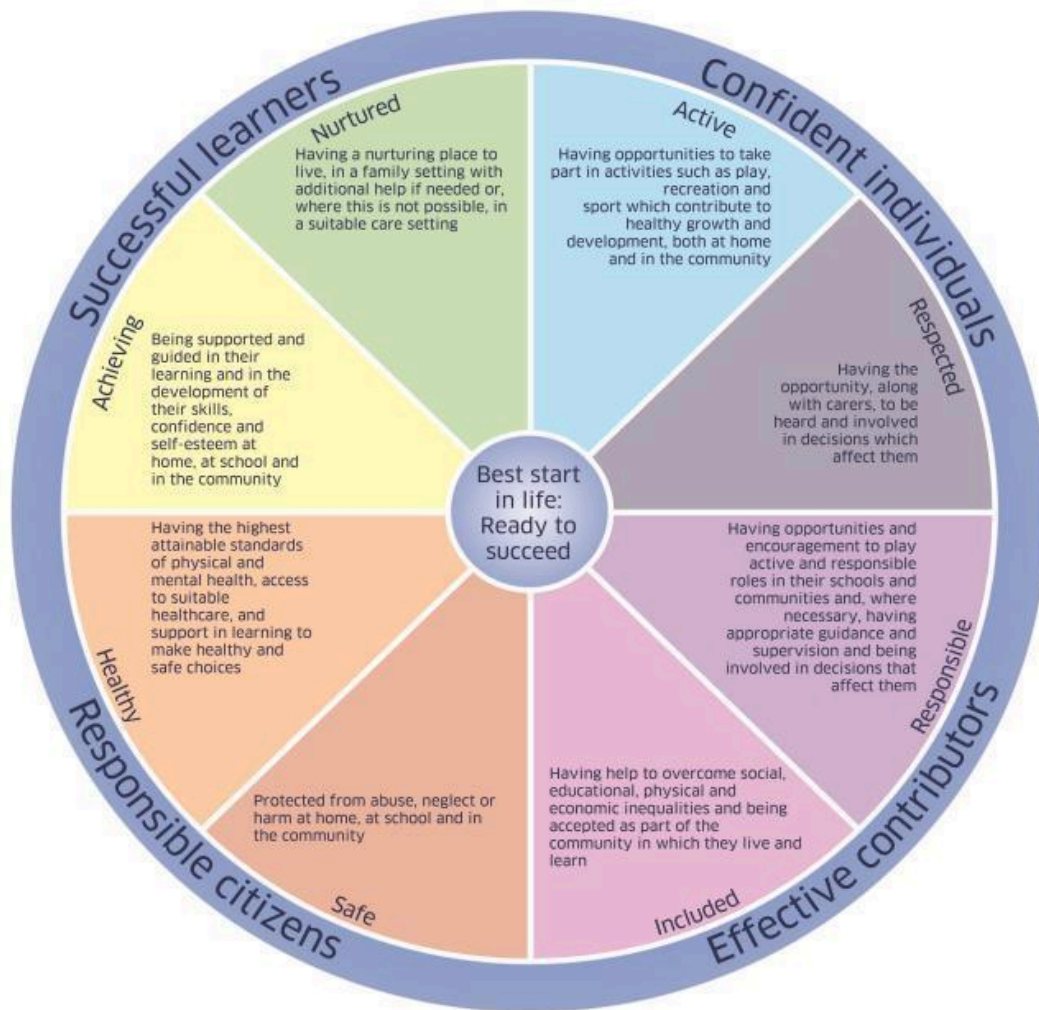 Successful learners
Confident individuals
Nurtured
Having a nurturing place to
live, in a family setting with
additional help if needed or,
where this is not possible, in
a suitable care setting
Active
Having opportunities to take
part in activities such as play,
recreation and
sport which contribute to
healthy growth and
development, both at home
and in the community
Achieving
Being supported and
guided in their
learning and in the
development of
their skills,
confidence and
self-esteem at
home, at school and
in the community
Respected
Having the
opportunity, along
with carers, to be
heard and involved
in decisions which
affect them
Best start
in life:
Ready to
succeed
Healthy
Having the highest
attainable standards
of physical and
mental health, access
to suitable
healthcare, and
support in learning to
make healthy and
safe choices
Responsible
Having opportunities and
encouragement to play
active and responsible
roles in their schools and
communities and, where
necessary, having
appropriate guidance and
supervision and being
involved in decisions that
affect them
Safe
Protected from abuse, neglect or
harm at home, at school and in
the community
Included
Having help to overcome social,
educational, physical and
economic inequalities and being
accepted as part of the
community in which they live and
learn
Responsible citizens
Effective contributors